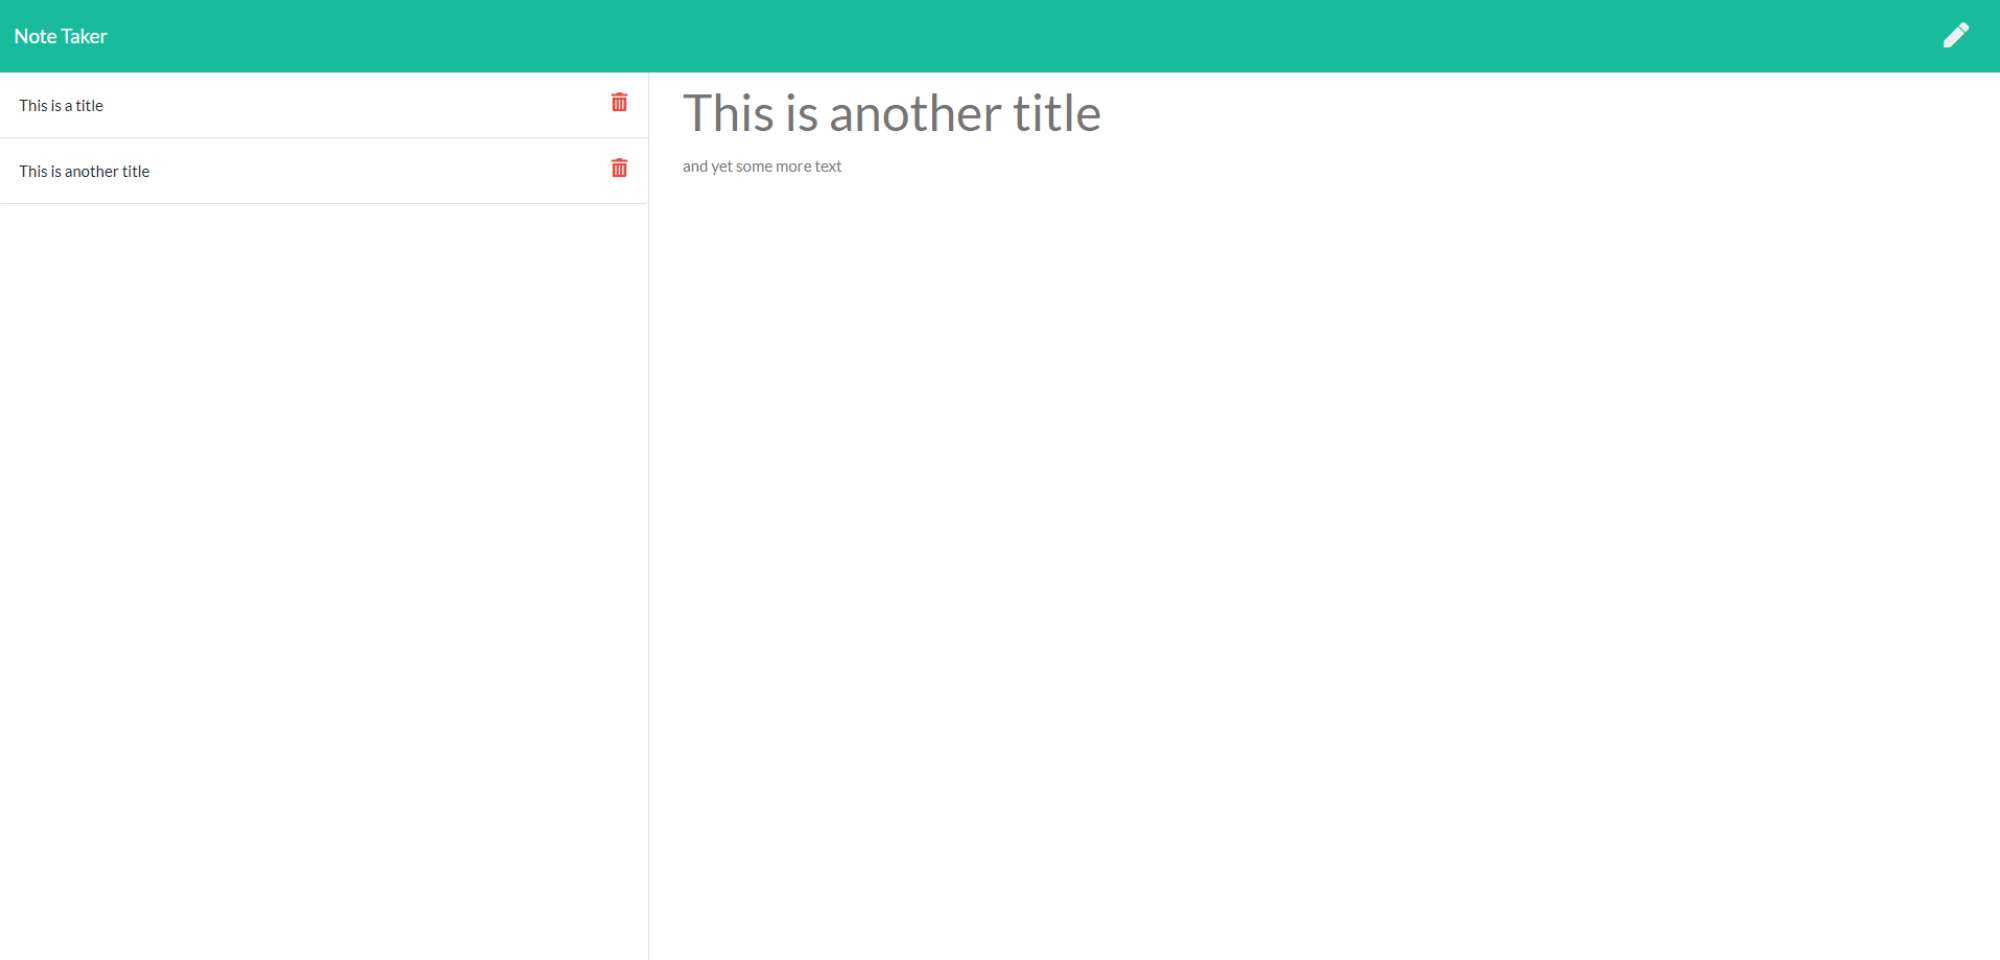 Note Taker
This is a title
This is another title
This is another title
and yet some more text